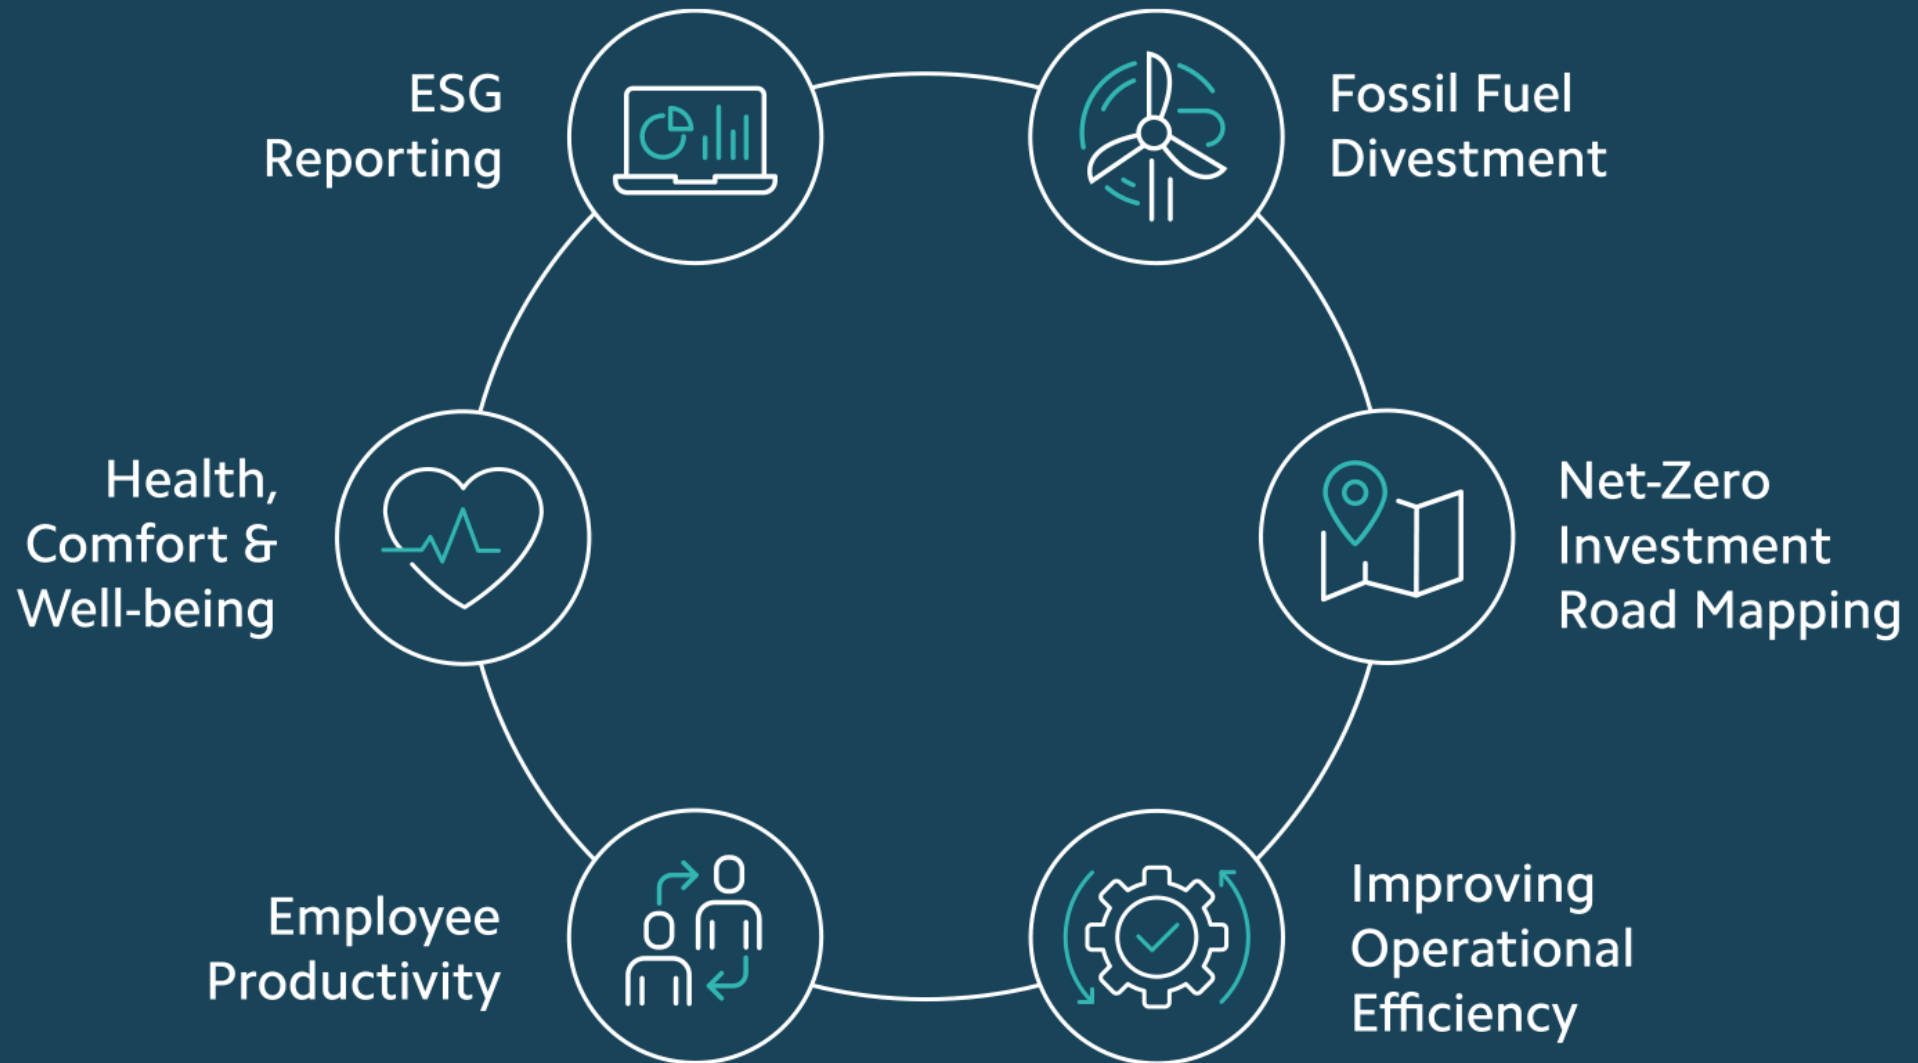 ESG
Reporting
Fossil Fuel
Divestment
Health,
Comfort &
Well-being
Net-Zero
Investment
Road Mapping
Employee
Productivity
Improving
Operational
Efficiency